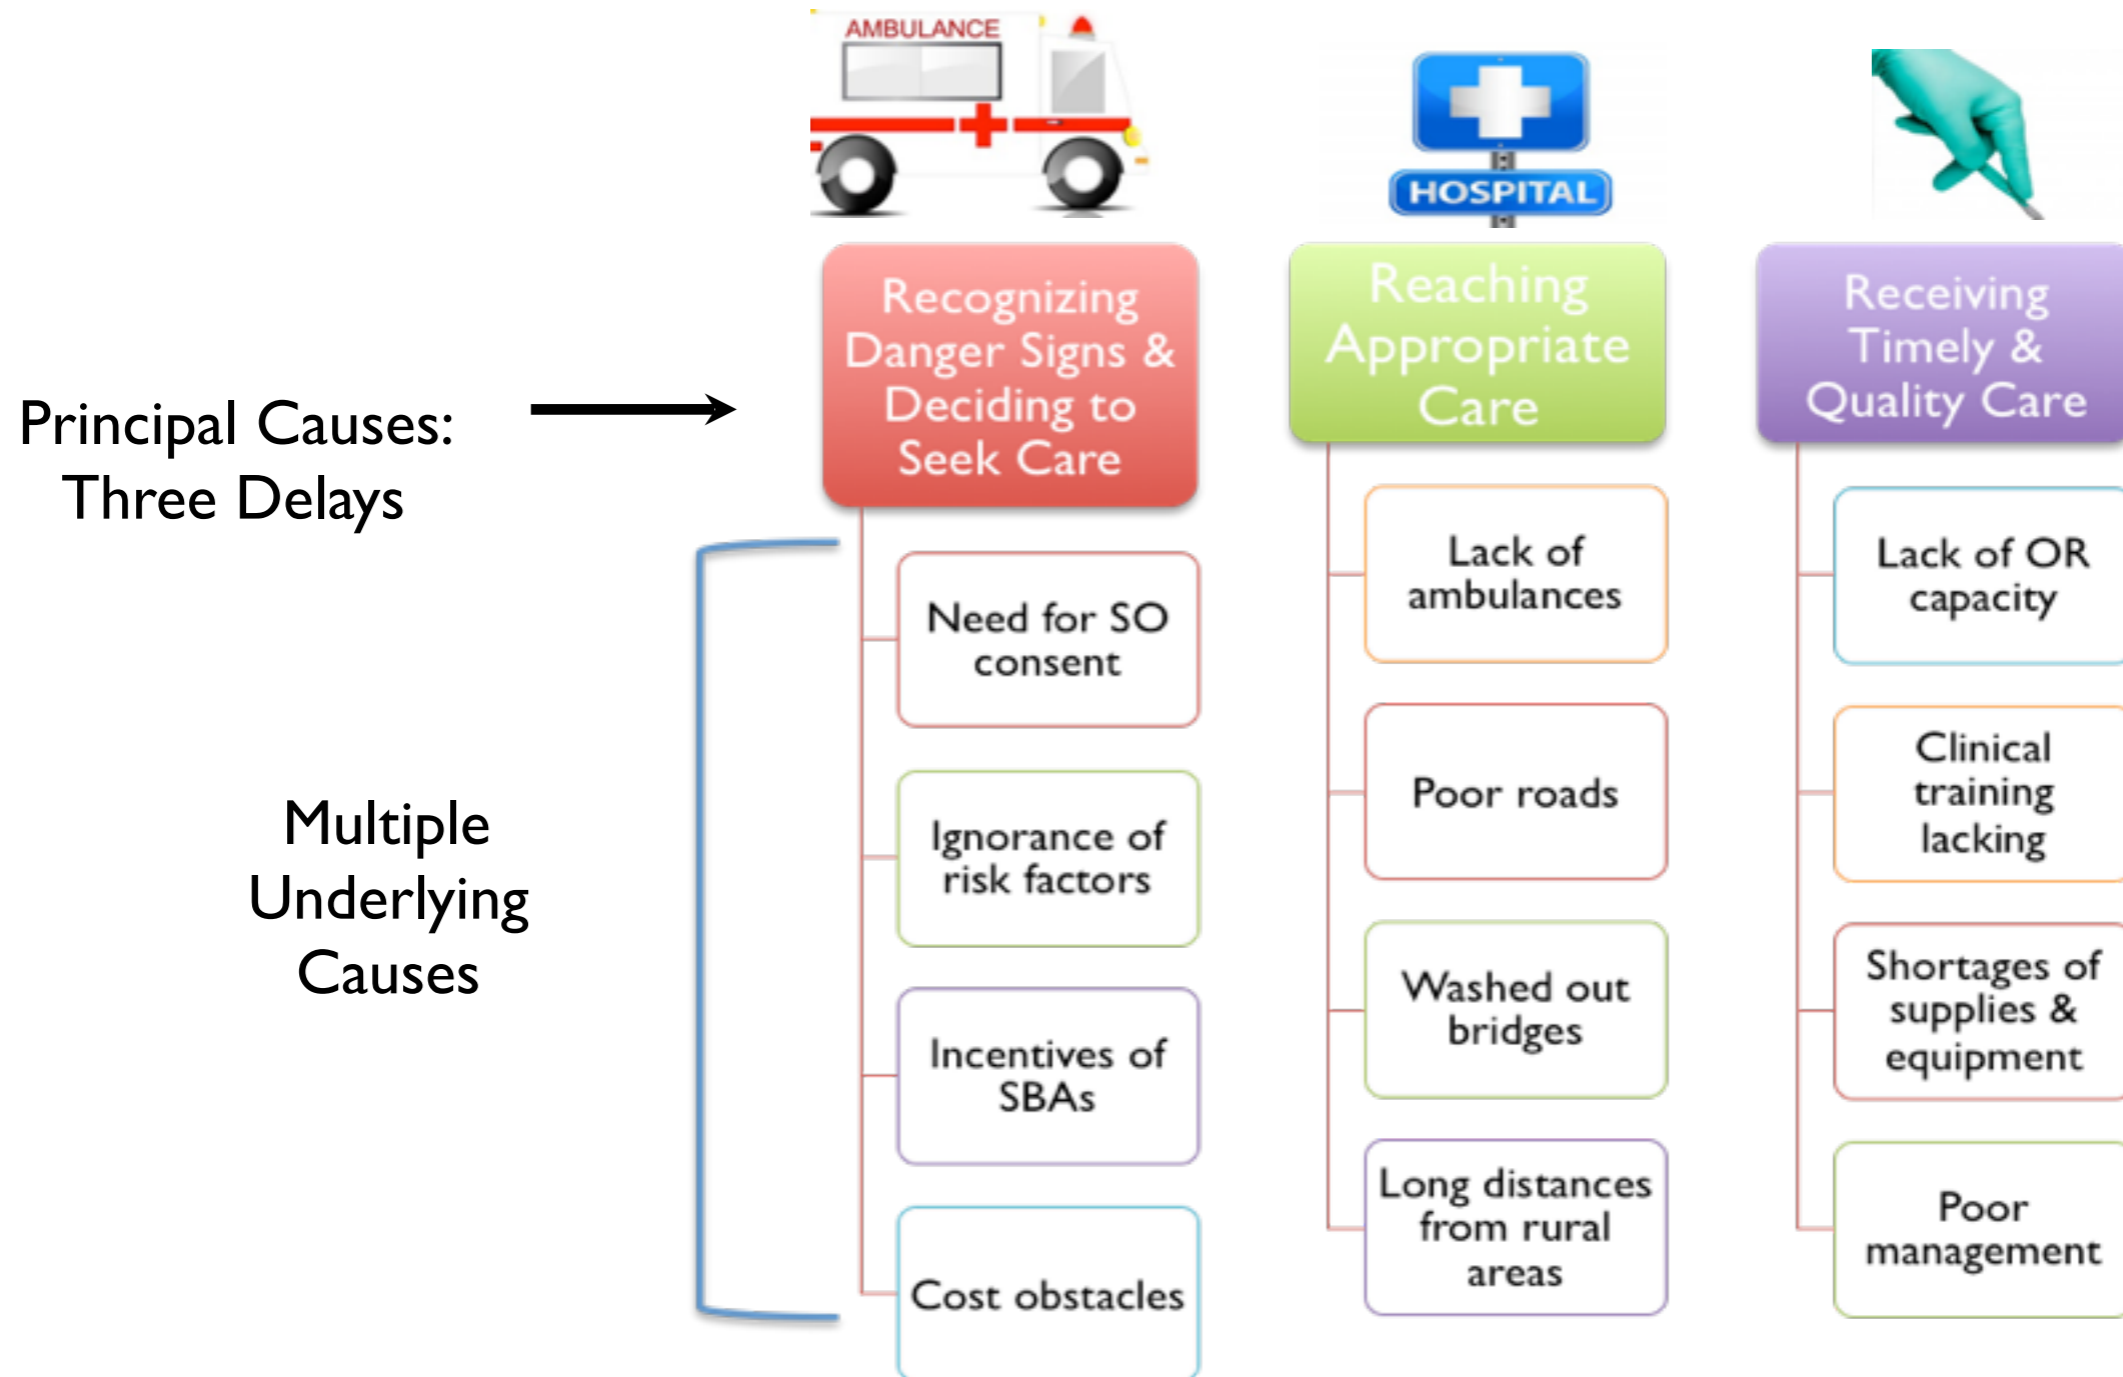 AMBULANCE
HOSPITAL
Principal Causes:
Three Delays
Multiple
Underlying
Causes
Recognizing
Danger Signs &
Deciding to
Seek Care
Need for SO
consent
Ignorance of
risk factors
Incentives of
SBAs
Cost obstacles
Reaching
Appropriate
Care
Lack of
ambulances
Poor roads
Washed out
bridges
Long distances
from rural
areas
Receiving
Timely &
Quality Care
Lack of OR
capacity
Clinical
training
lacking
Shortages of
supplies &
equipment
Poor
management